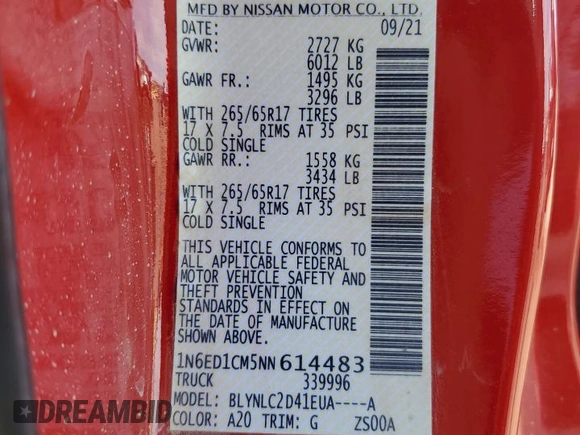 MFD BY NISSAN MOTOR CO., LTD.
DATE: 09/21
GVWR: 2727 KG
6012 LB
GAWR FR.: 1495 KG
3296 LB
WITH 265/65R17 TIRES
17 X 7.5 RIMS AT 35 PSI
COLD SINGLE
GAWR RR.: 1558 KG
3434 LB
WITH 265/65R17 TIRES
17 X 7.5 RIMS AT 35 PSI
COLD SINGLE
THIS VEHICLE CONFORMS TO
ALL APPLICABLE FEDERAL
MOTOR VEHICLE SAFETY AND
THEFT PREVENTION
STANDARDS IN EFFECT ON
THE DATE OF MANUFACTURE
SHOWN ABOVE.
1N6ED1CM5NN614483
TRUCK 339996
MODEL: BLYNLC2D41EUA----A
COLOR: A20 TRIM: G ZS00A
DREAMBID